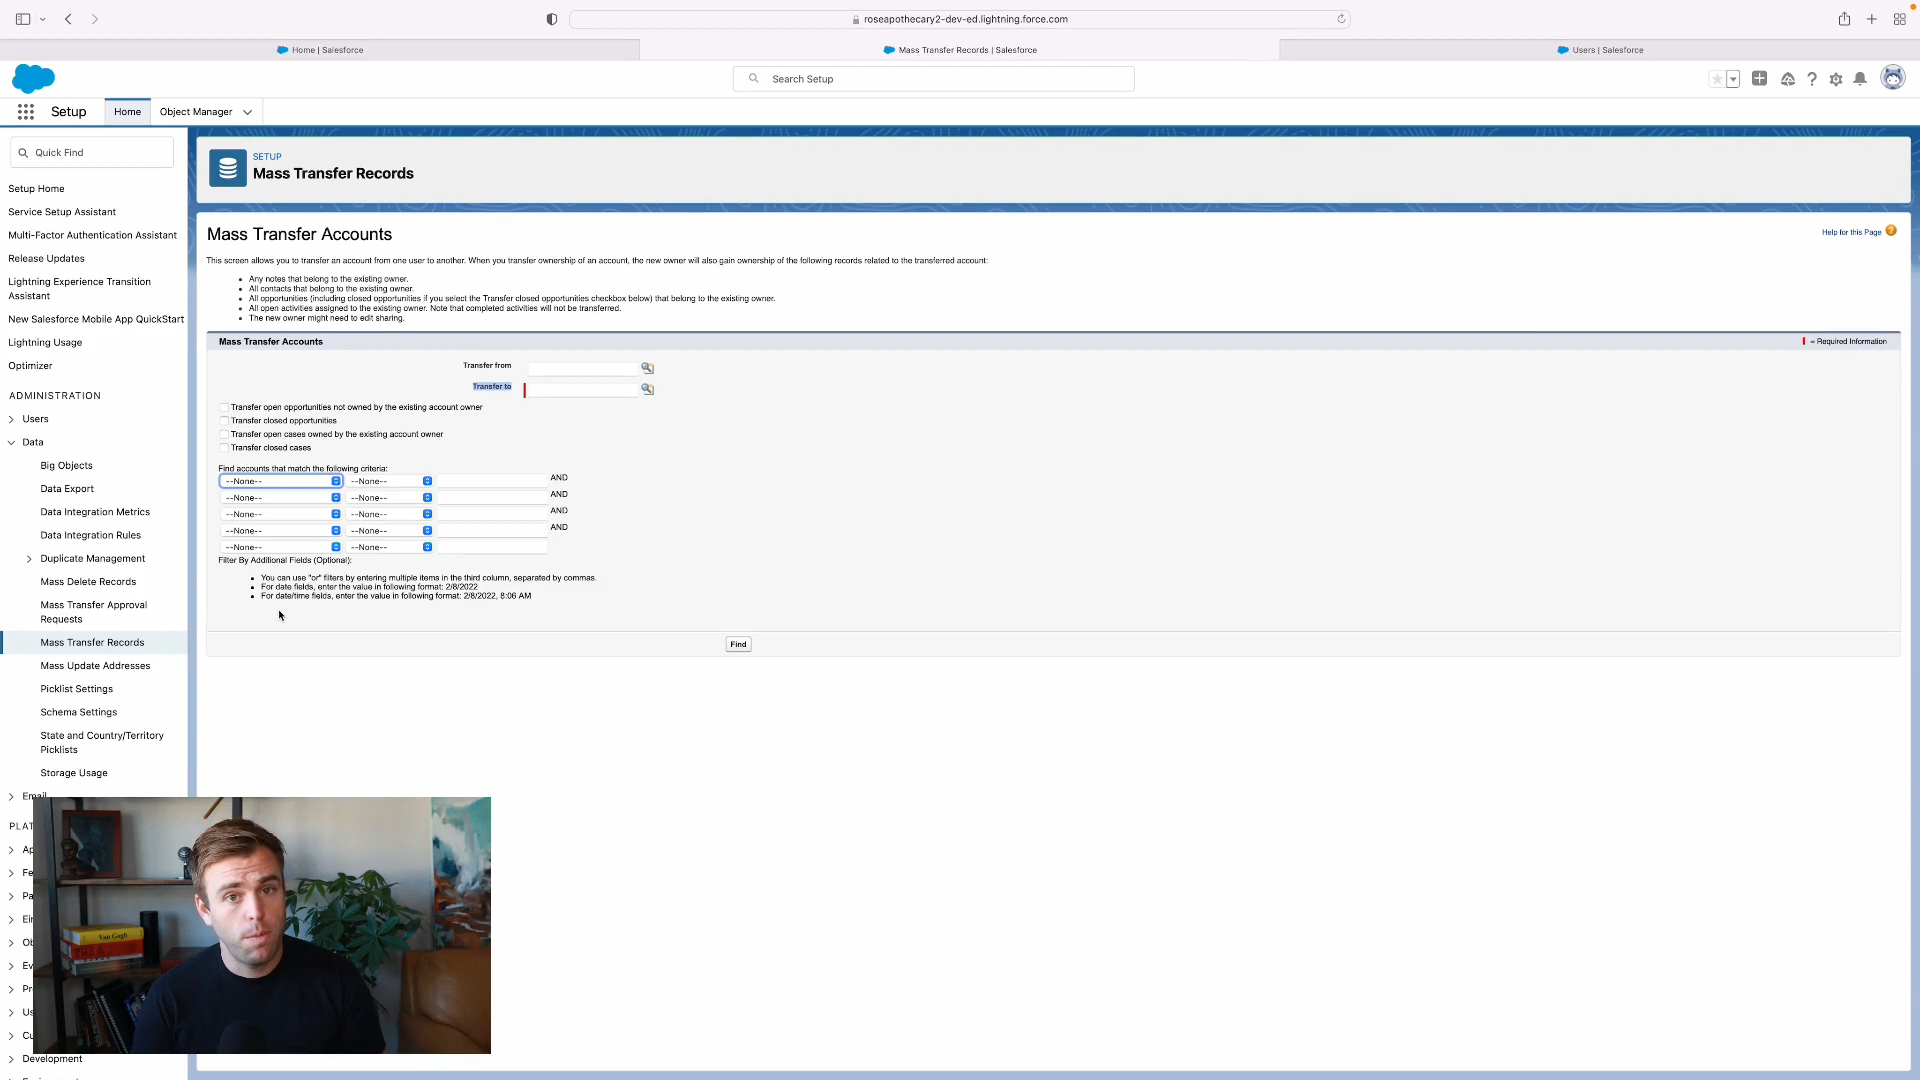 roseapothecary2-dev-ed.lightning.force.com
Home | Salesforce
Mass Transfer Records | Salesforce
Users | Salesforce
Search Setup
Setup
Home
Object Manager
Quick Find
Setup Home
Service Setup Assistant
Multi-Factor Authentication Assistant
Release Updates
Lightning Experience Transition
Assistant
New Salesforce Mobile App QuickStart
Lightning Usage
Optimizer
ADMINISTRATION
Users
Data
Big Objects
Data Export
Data Integration Metrics
Data Integration Rules
Duplicate Management
Mass Delete Records
Mass Transfer Approval
Requests
Mass Transfer Records
Mass Update Addresses
Picklist Settings
Schema Settings
State and Country/Territory
Picklists
Storage Usage
Email
PLAT
Ap
Fe
Pa
Ein
Ob
Ev
Pr
Us
Cu
Development
SETUP
Mass Transfer Records
Mass Transfer Accounts
Help for this Page
This screen allows you to transfer an account from one user to another. When you transfer ownership of an account, the new owner will also gain ownership of the following records related to the transferred account:
Any notes that belong to the existing owner.
All contacts that belong to the existing owner.
All opportunities (including closed opportunities if you select the Transfer closed opportunities checkbox below) that belong to the existing owner.
All open activities assigned to the existing owner. Note that completed activities will not be transferred.
The new owner might need to edit sharing.
Mass Transfer Accounts
= Required Information
Transfer from
Transfer to
Transfer open opportunities not owned by the existing account owner
Transfer closed opportunities
Transfer open cases owned by the existing account owner
Transfer closed cases
Find accounts that match the following criteria:
--None-- --None-- AND
--None-- --None-- AND
--None-- --None-- AND
--None-- --None-- AND
--None-- --None--
Filter By Additional Fields (Optional):
You can use "or" filters by entering multiple items in the third column, separated by commas.
For date fields, enter the value in following format: 2/8/2022
For date/time fields, enter the value in following format: 2/8/2022, 8:06 AM
Find
Van Gogh